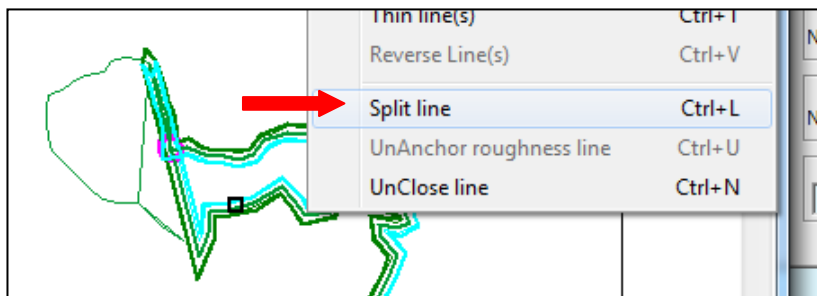 Thin line(s) Ctrl+T
N
Reverse Line(s) Ctrl+V
Split line Ctrl+L
N
UnAnchor roughness line Ctrl+U
UnClose line Ctrl+N